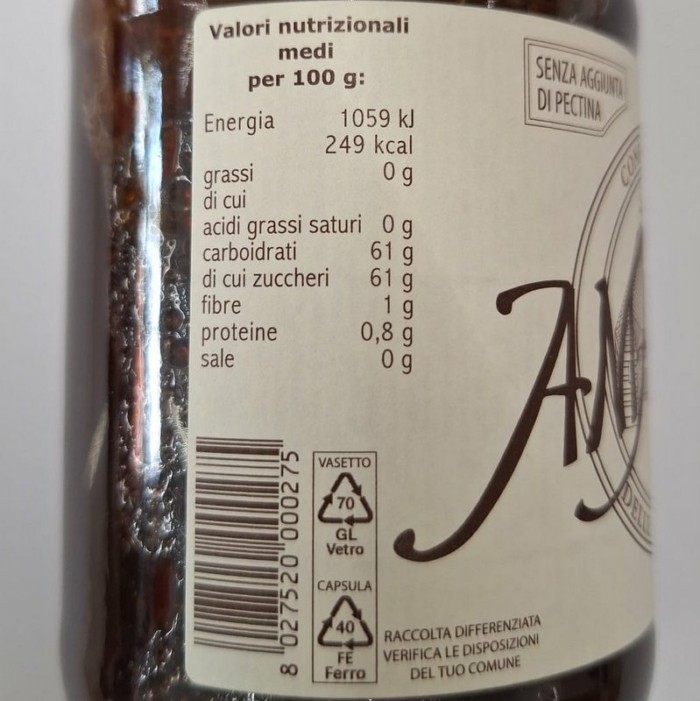 Valori nutrizionali
medi
per 100 g:
Energia 1059 kJ
249 kcal
grassi 0 g
di cui
acidi grassi saturi 0 g
carboidrati 61 g
di cui zuccheri 61 g
fibre 1 g
proteine 0,8 g
sale 0 g
8 027520 000275
VASETTO
70
GL
Vetro
CAPSULA
40
FE
Ferro
RACCOLTA DIFFERENZIATA
VERIFICA LE DISPOSIZIONI
DEL TUO COMUNE
SENZA AGGIUNTA
DI PECTINA